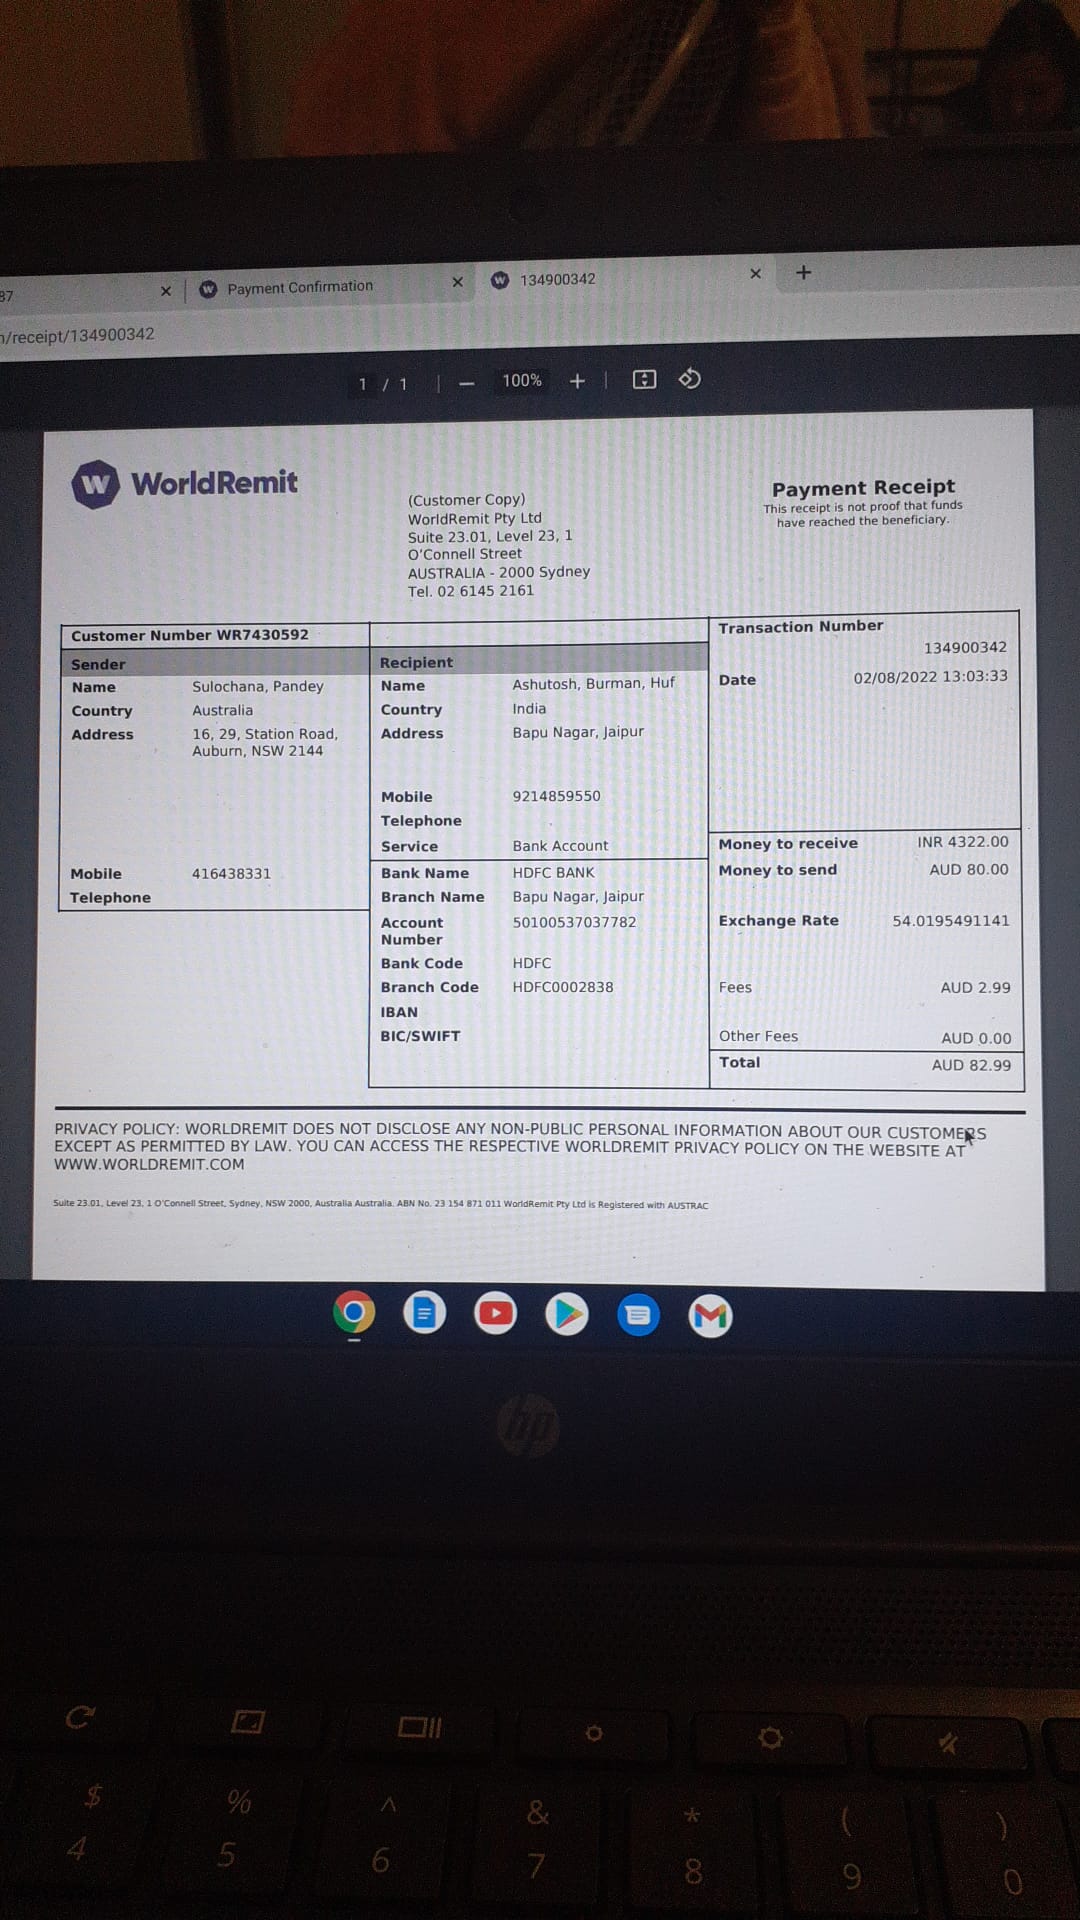 37
Payment Confirmation
134900342
/receipt/134900342
1 / 1
100%
W WorldRemit
(Customer Copy)
WorldRemit Pty Ltd
Suite 23.01, Level 23, 1
O'Connell Street
AUSTRALIA - 2000 Sydney
Tel. 02 6145 2161
Payment Receipt
This receipt is not proof that funds
have reached the beneficiary.
Customer Number WR7430592
Sender
Name Sulochana, Pandey
Country Australia
Address 16, 29, Station Road,
Auburn, NSW 2144
Mobile 416438331
Telephone
Recipient
Name Ashutosh, Burman, Huf
Country India
Address Bapu Nagar, Jaipur
Mobile 9214859550
Telephone
Service Bank Account
Bank Name HDFC BANK
Branch Name Bapu Nagar, Jaipur
Account 50100537037782
Number
Bank Code HDFC
Branch Code HDFC0002838
IBAN
BIC/SWIFT
Transaction Number
134900342
Date 02/08/2022 13:03:33
Money to receive INR 4322.00
Money to send AUD 80.00
Exchange Rate 54.0195491141
Fees AUD 2.99
Other Fees AUD 0.00
Total AUD 82.99
PRIVACY POLICY: WORLDREMIT DOES NOT DISCLOSE ANY NON-PUBLIC PERSONAL INFORMATION ABOUT OUR CUSTOMERS
EXCEPT AS PERMITTED BY LAW. YOU CAN ACCESS THE RESPECTIVE WORLDREMIT PRIVACY POLICY ON THE WEBSITE AT
WWW.WORLDREMIT.COM
Suite 23.01, Level 23, 1 O'Connell Street, Sydney, NSW 2000, Australia Australia. ABN No. 23 154 871 011 WorldRemit Pty Ltd is Registered with AUSTRAC
hp
$ % ^ & * ( )
4 5 6 7 8 9 0